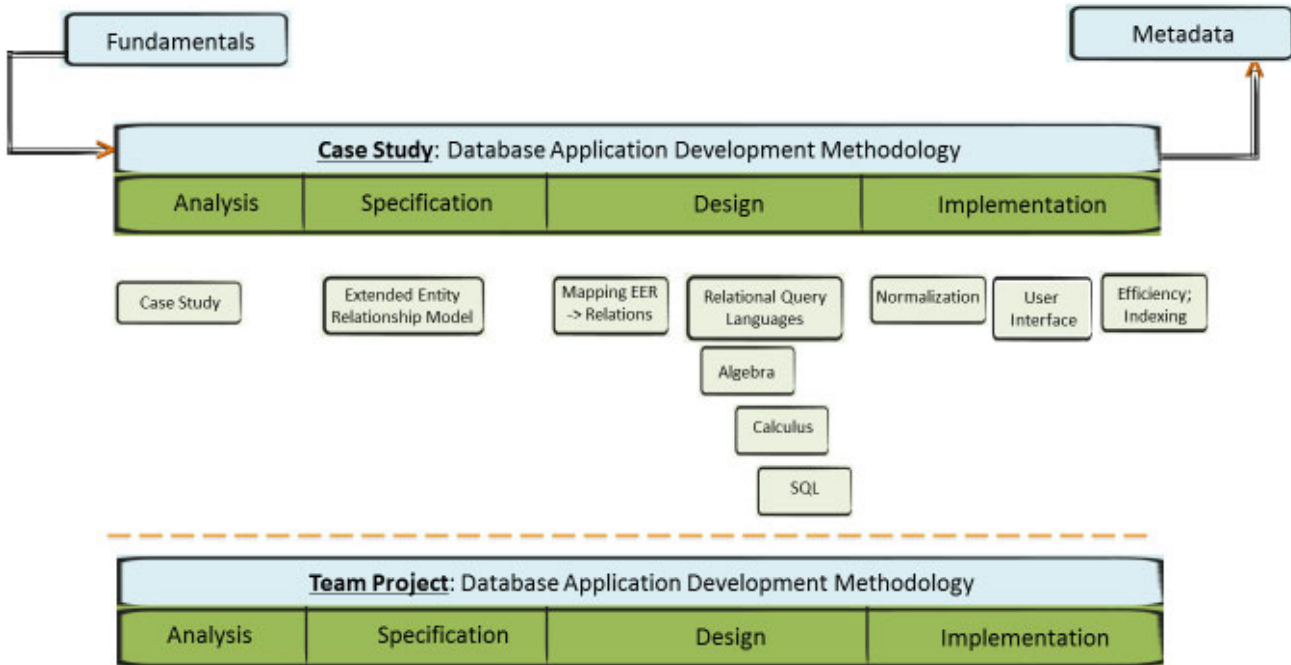 Fundamentals
Metadata
Case Study: Database Application Development Methodology
Analysis
Specification
Design
Implementation
Case Study
Extended Entity
Relationship Model
Mapping EER
-> Relations
Relational Query
Languages
Normalization
User
Interface
Efficiency;
Indexing
Algebra
Calculus
SQL
Team Project: Database Application Development Methodology
Analysis
Specification
Design
Implementation